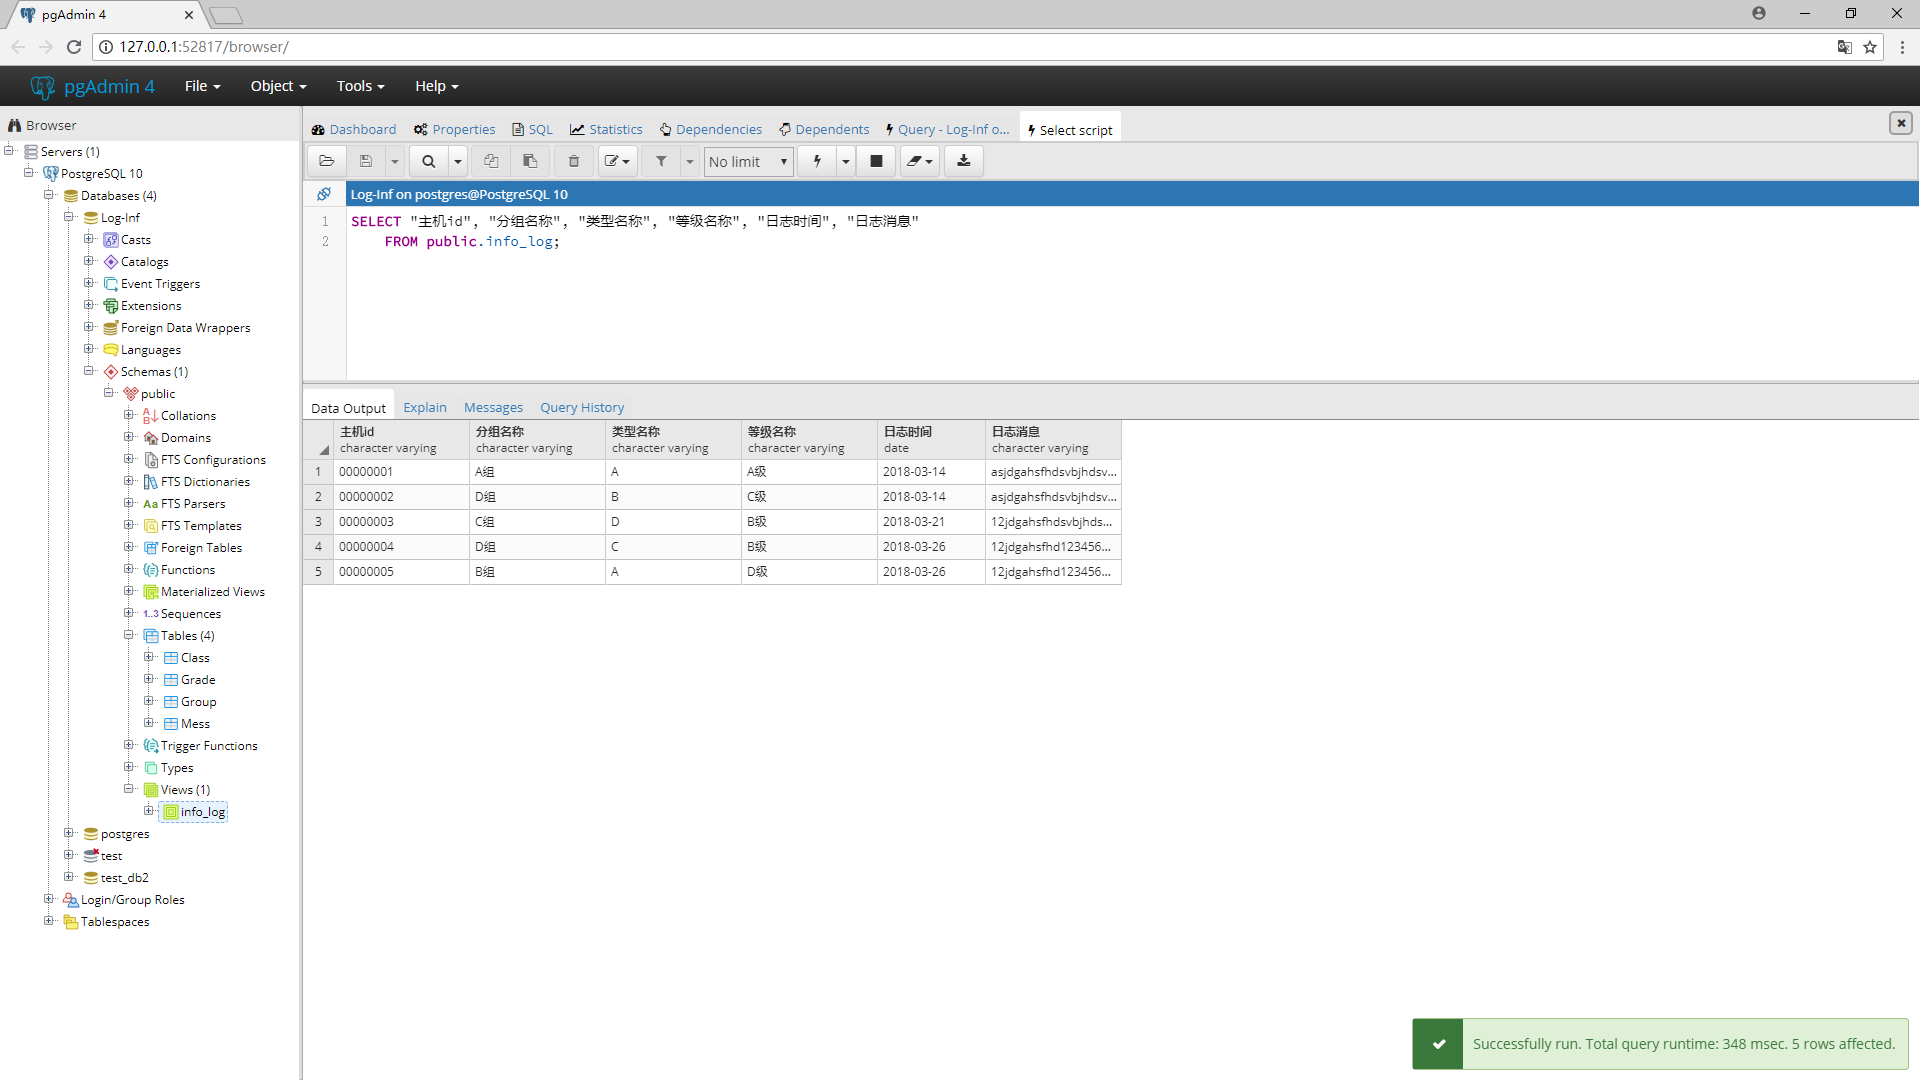 pgAdmin 4
127.0.0.1:52817/browser/
pgAdmin 4 File Object Tools Help
Browser
Servers (1)
PostgreSQL 10
Databases (4)
Log-Inf
Casts
Catalogs
Event Triggers
Extensions
Foreign Data Wrappers
Languages
Schemas (1)
public
Collations
Domains
FTS Configurations
FTS Dictionaries
FTS Parsers
FTS Templates
Foreign Tables
Functions
Materialized Views
1..3 Sequences
Tables (4)
Class
Grade
Group
Mess
Trigger Functions
Types
Views (1)
info_log
postgres
test
test_db2
Login/Group Roles
Tablespaces
Dashboard Properties SQL Statistics Dependencies Dependents Query - Log-Inf o... Select script
No limit
Log-Inf on postgres@PostgreSQL 10
1 SELECT "主机id", "分组名称", "类型名称", "等级名称", "日志时间", "日志消息"
2 FROM public.info_log;
Data Output Explain Messages Query History
主机id 分组名称 类型名称 等级名称 日志时间 日志消息
character varying character varying character varying character varying date character varying
1 00000001 A组 A A级 2018-03-14 asjdgahsfhdsvbjhdsv...
2 00000002 D组 B C级 2018-03-14 asjdgahsfhdsvbjhdsv...
3 00000003 C组 D B级 2018-03-21 12jdgahsfhdsvbjhds...
4 00000004 D组 C B级 2018-03-26 12jdgahsfhd123456...
5 00000005 B组 A D级 2018-03-26 12jdgahsfhd123456...
Successfully run. Total query runtime: 348 msec. 5 rows affected.